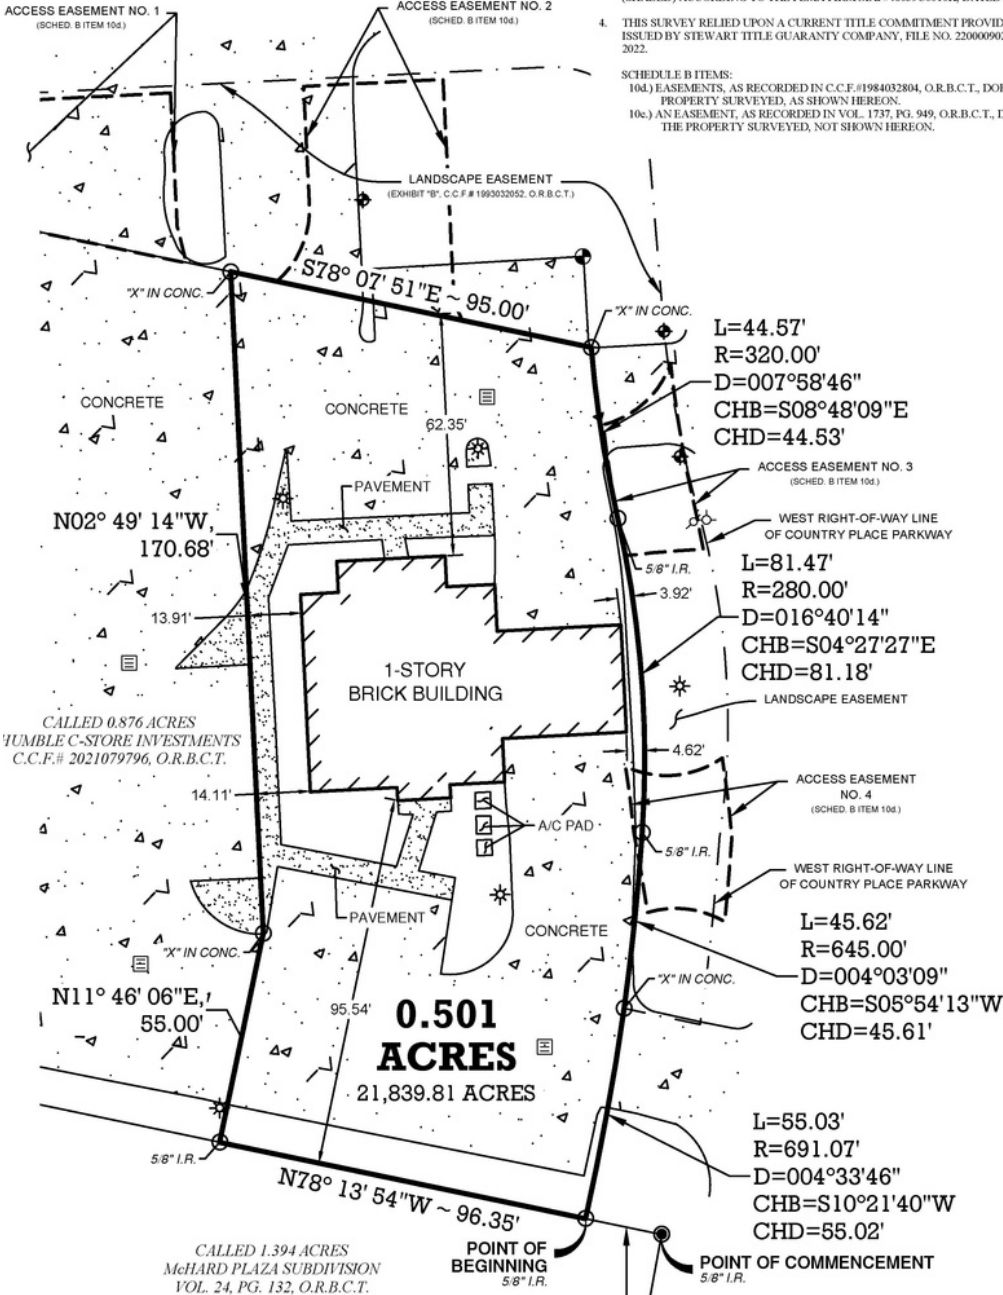 ACCESS EASEMENT NO. 1
(SCHED. B ITEM 10d.)
ACCESS EASEMENT NO. 2
(SCHED. B ITEM 10d.)
4. THIS SURVEY RELIED UPON A CURRENT TITLE COMMITMENT
ISSUED BY STEWART TITLE GUARANTY COMPANY, FILE NO.
2022.
SCHEDULE B ITEMS:
10d.) EASEMENTS, AS RECORDED IN C.C.F.#1984032804, O.R.B.C.T.,
PROPERTY SURVEYED, AS SHOWN HEREON.
10e.) AN EASEMENT, AS RECORDED IN VOL. 1737, PG. 949, O.R.B.C.T.,
THE PROPERTY SURVEYED, NOT SHOWN HEREON.
LANDSCAPE EASEMENT
(EXHIBIT "B", C.C.F.# 1993032052, O.R.B.C.T.)
S78° 07' 51"E ~ 95.00'
"X" IN CONC.
"X" IN CONC.
L=44.57'
R=320.00'
D=007°58'46"
CHB=S08°48'09"E
CHD=44.53'
CONCRETE
CONCRETE
62.35'
ACCESS EASEMENT NO. 3
(SCHED. B ITEM 10d.)
PAVEMENT
N02° 49' 14"W,
170.68'
WEST RIGHT-OF-WAY LINE
OF COUNTRY PLACE PARKWAY
5/8" I.R.
L=81.47'
R=280.00'
D=016°40'14"
CHB=S04°27'27"E
CHD=81.18'
3.92'
13.91'
1-STORY
BRICK BUILDING
LANDSCAPE EASEMENT
CALLED 0.876 ACRES
HUMBLE C-STORE INVESTMENTS
C.C.F.# 2021079796, O.R.B.C.T.
4.62'
14.11'
ACCESS EASEMENT
NO. 4
(SCHED. B ITEM 10d.)
A/C PAD
5/8" I.R.
WEST RIGHT-OF-WAY LINE
OF COUNTRY PLACE PARKWAY
PAVEMENT
CONCRETE
"X" IN CONC.
L=45.62'
R=645.00'
D=004°03'09"
CHB=S05°54'13"W
CHD=45.61'
"X" IN CONC.
N11° 46' 06"E,
55.00'
95.54'
0.501
ACRES
21,839.81 ACRES
L=55.03'
R=691.07'
D=004°33'46"
CHB=S10°21'40"W
CHD=55.02'
5/8" I.R.
N78° 13' 54"W ~ 96.35'
CALLED 1.394 ACRES
McHARD PLAZA SUBDIVISION
VOL. 24, PG. 132, O.R.B.C.T.
POINT OF
BEGINNING
5/8" I.R.
POINT OF COMMENCEMENT
5/8" I.R.